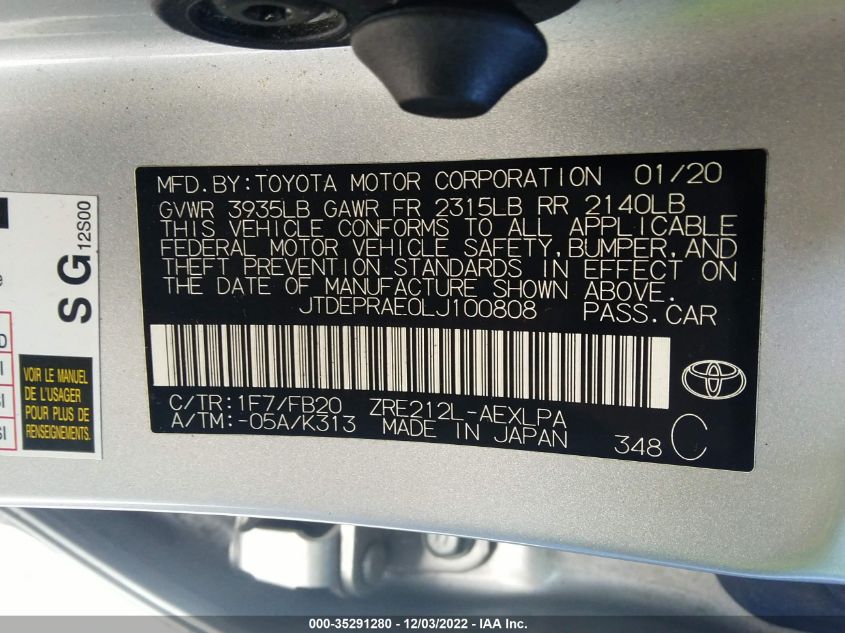 MFD.BY:TOYOTA MOTOR CORPORATION 01/20
GVWR 3935LB GAWR FR 2315LB RR 2140LB
THIS VEHICLE CONFORMS TO ALL APPLICABLE
FEDERAL MOTOR VEHICLE SAFETY,BUMPER,AND
THEFT PREVENTION STANDARDS IN EFFECT ON
THE DATE OF MANUFACTURE SHOWN ABOVE.
JTDEPRAE0LJ100808 PASS.CAR
C/TR:1F7/FB20 ZRE212L-AEXLPA
A/TM:-05A/K313 MADE IN JAPAN
348 C
SG 12S00
VOIR LE MANUEL
DE L'USAGER
POUR PLUS DE
RENSEIGNEMENTS.
000-35291280 - 12/03/2022 - IAA Inc.